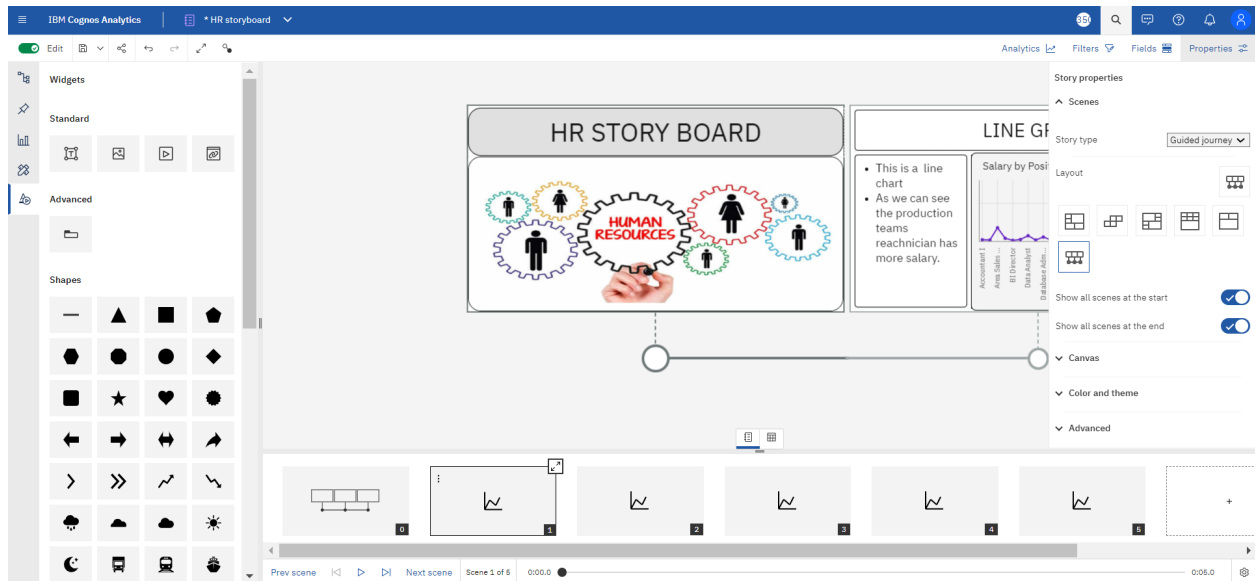 IBM Cognos Analytics
* HR storyboard
Edit
Analytics
Filters
Fields
Properties
Widgets
Standard
Advanced
Shapes
HR STORY BOARD
HUMAN
RESOURCES
LINE GR
This is a line
chart
As we can see
the production
teams
reachnician has
more salary.
Salary by Posi
Accountant I
Area Sales ...
BI Director
Data Analyst
Database Adm...
Story properties
Scenes
Story type
Guided journey
Layout
Show all scenes at the start
Show all scenes at the end
Canvas
Color and theme
Advanced
0
1
2
3
4
5
+
Prev scene
Next scene
Scene 1 of 5
0:00.0
0:05.0